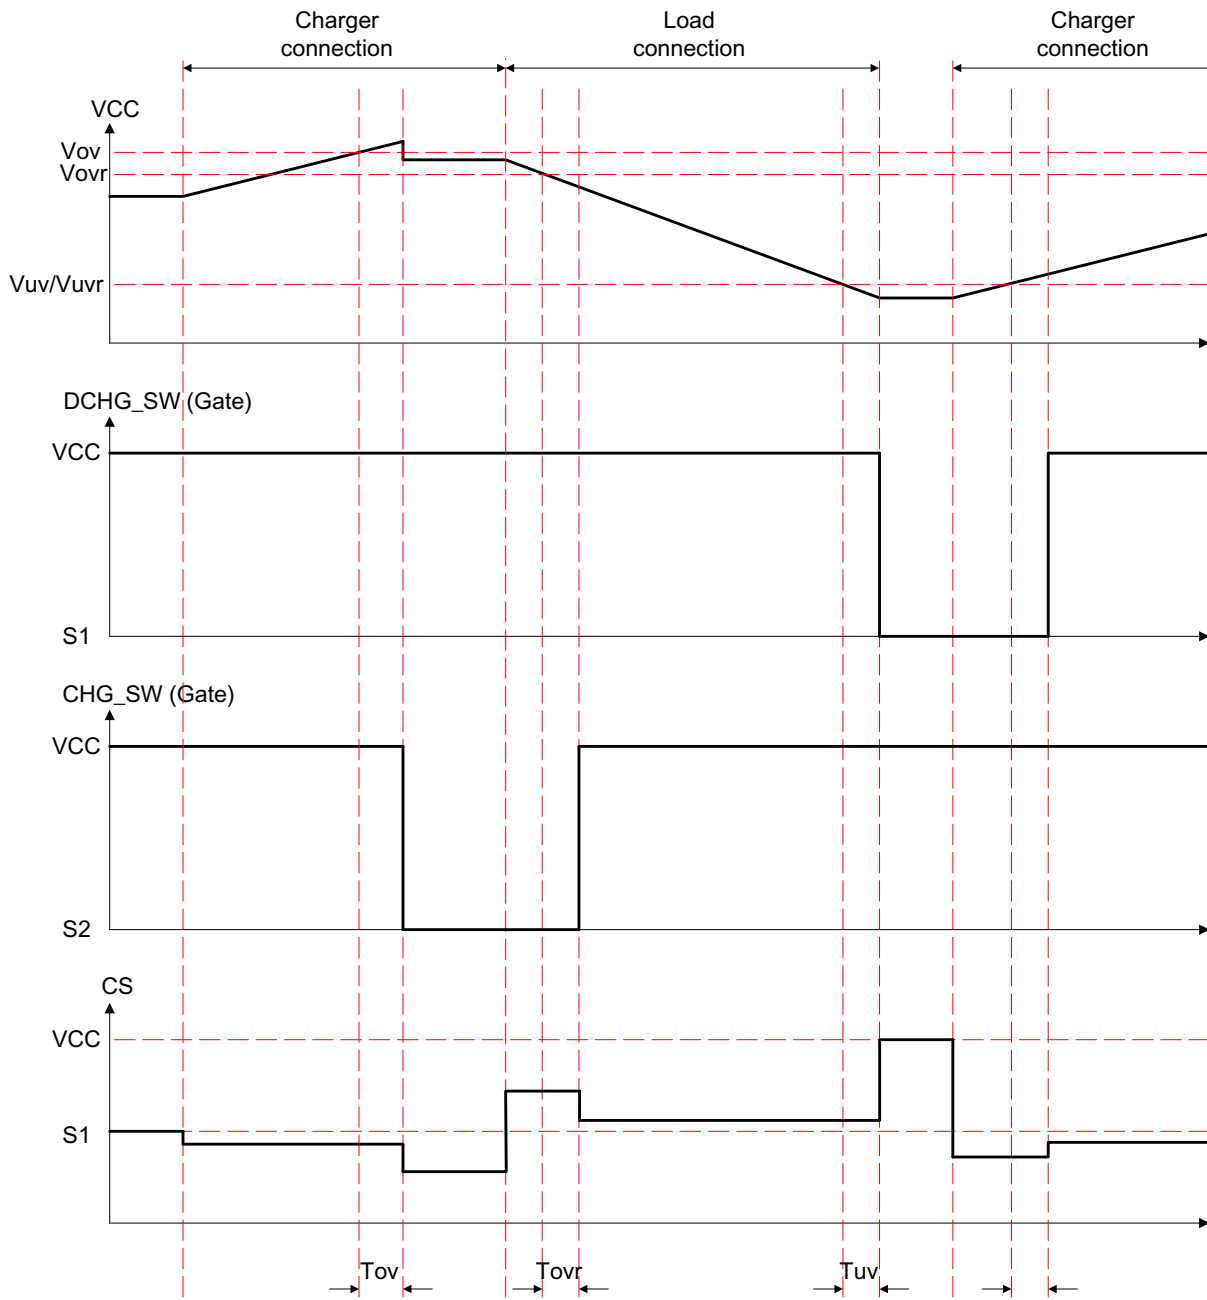 Charger
connection
Load
connection
Charger
connection
VCC
Vov
Vovr
Vuv/Vuvr
DCHG_SW (Gate)
VCC
S1
CHG_SW (Gate)
VCC
S2
CS
VCC
S1
Tov
Tovr
Tuv